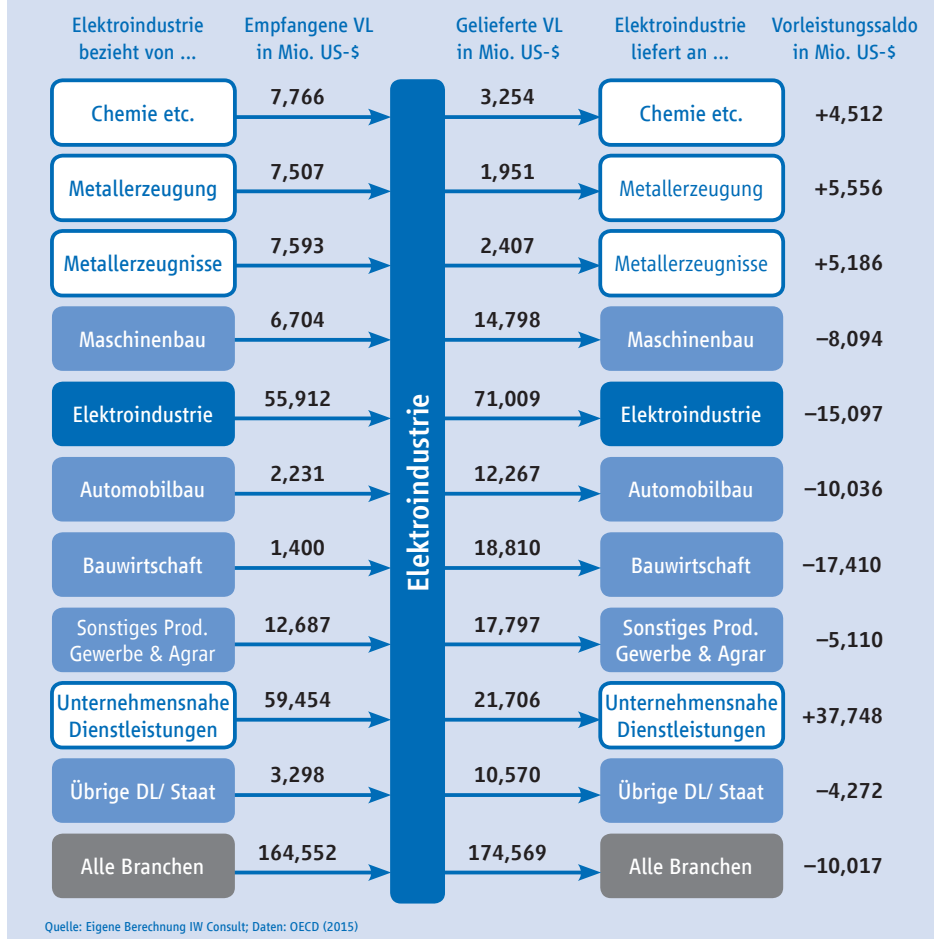 Elektroindustrie
bezieht von ...
Empfangene VL
in Mio. US-$
Gelieferte VL
in Mio. US-$
Elektroindustrie
liefert an ...
Vorleistungssaldo
in Mio. US-$
Chemie etc.
7,766
3,254
Chemie etc.
+4,512
Metallerzeugung
7,507
1,951
Metallerzeugung
+5,556
Metallerzeugnisse
7,593
2,407
Metallerzeugnisse
+5,186
Maschinenbau
6,704
14,798
Maschinenbau
–8,094
Elektroindustrie
55,912
Elektroindustrie
71,009
Elektroindustrie
–15,097
Automobilbau
2,231
12,267
Automobilbau
–10,036
Bauwirtschaft
1,400
18,810
Bauwirtschaft
–17,410
Sonstiges Prod.
Gewerbe & Agrar
12,687
17,797
Sonstiges Prod.
Gewerbe & Agrar
–5,110
Unternehmensnahe
Dienstleistungen
59,454
21,706
Unternehmensnahe
Dienstleistungen
+37,748
Übrige DL/ Staat
3,298
10,570
Übrige DL/ Staat
–4,272
Alle Branchen
164,552
174,569
Alle Branchen
–10,017
Quelle: Eigene Berechnung IW Consult; Daten: OECD (2015)